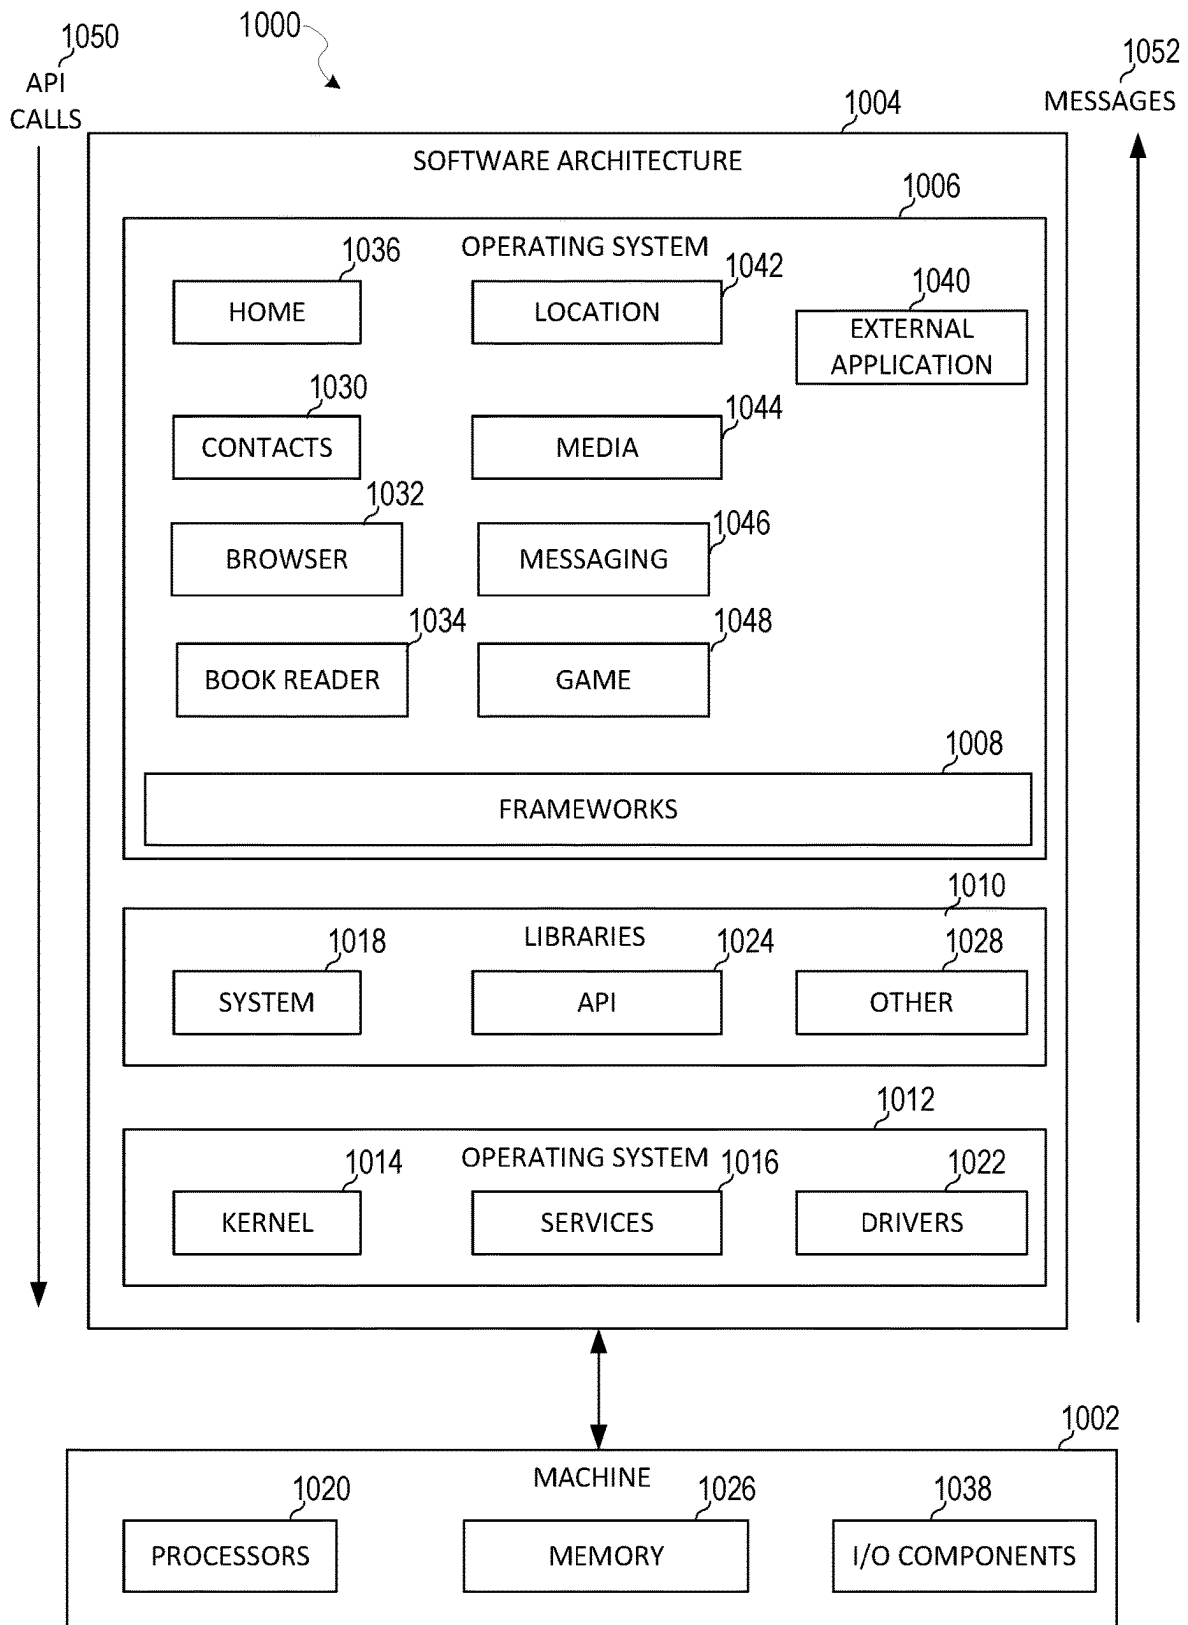 1050
API
CALLS
1000
1052
MESSAGES
1004
SOFTWARE ARCHITECTURE
1006
OPERATING SYSTEM
1036
HOME
1042
LOCATION
1040
EXTERNAL
APPLICATION
1030
CONTACTS
1044
MEDIA
1032
BROWSER
1046
MESSAGING
1034
BOOK READER
1048
GAME
1008
FRAMEWORKS
1010
LIBRARIES
1018
SYSTEM
1024
API
1028
OTHER
1012
OPERATING SYSTEM
1014
KERNEL
1016
SERVICES
1022
DRIVERS
1002
MACHINE
1020
PROCESSORS
1026
MEMORY
1038
I/O COMPONENTS